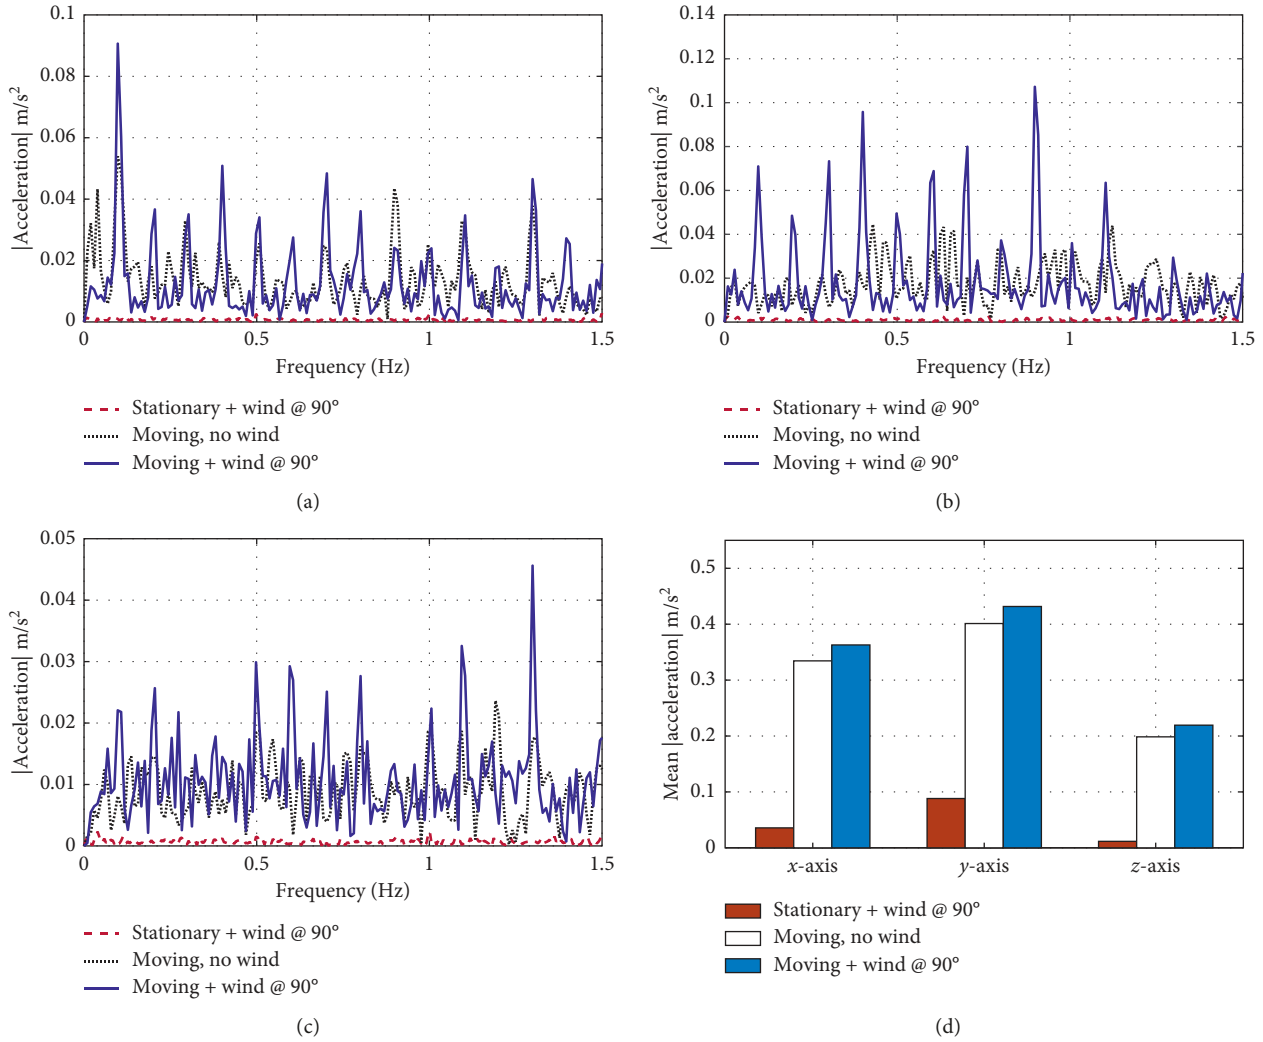 |Acceleration| m/s²
0.1
0.08
0.06
0.04
0.02
0
0
0.5
1
1.5
Frequency (Hz)
Stationary + wind @ 90°
Moving, no wind
Moving + wind @ 90°
(a)
|Acceleration| m/s²
0.14
0.12
0.1
0.08
0.06
0.04
0.02
0
0
0.5
1
1.5
Frequency (Hz)
Stationary + wind @ 90°
Moving, no wind
Moving + wind @ 90°
(b)
|Acceleration| m/s²
0.05
0.04
0.03
0.02
0.01
0
0
0.5
1
1.5
Frequency (Hz)
Stationary + wind @ 90°
Moving, no wind
Moving + wind @ 90°
(c)
Mean |acceleration| m/s²
0.5
0.4
0.3
0.2
0.1
0
x-axis
y-axis
z-axis
Stationary + wind @ 90°
Moving, no wind
Moving + wind @ 90°
(d)